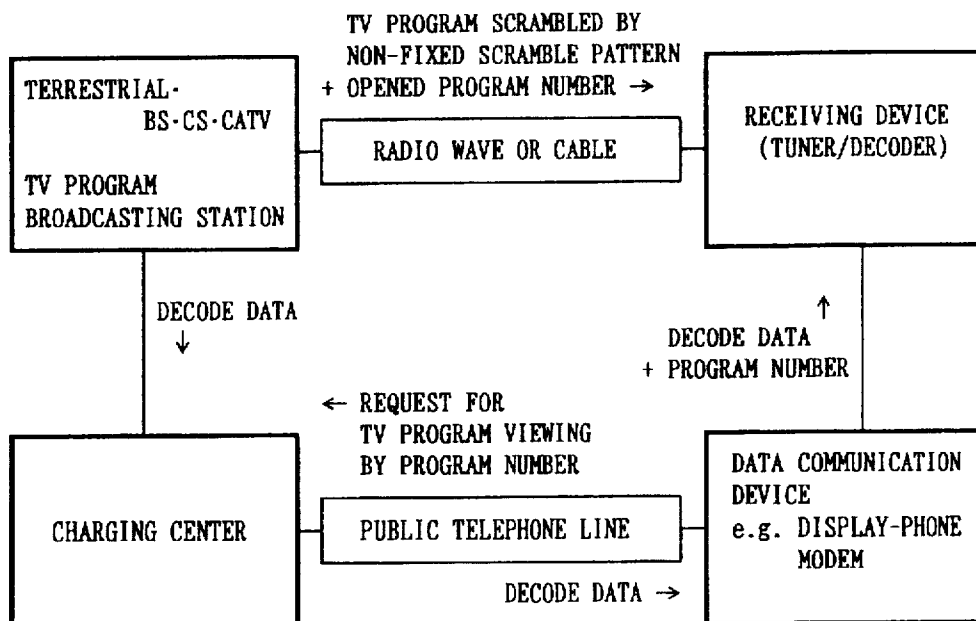 TV PROGRAM SCRAMBLED BY
NON-FIXED SCRAMBLE PATTERN
+ OPENED PROGRAM NUMBER →
TERRESTRIAL·
BS·CS·CATV
TV PROGRAM
BROADCASTING STATION
RADIO WAVE OR CABLE
RECEIVING DEVICE
(TUNER/DECODER)
DECODE DATA
↓
↑
DECODE DATA
+ PROGRAM NUMBER
← REQUEST FOR
TV PROGRAM VIEWING
BY PROGRAM NUMBER
CHARGING CENTER
PUBLIC TELEPHONE LINE
DATA COMMUNICATION
DEVICE
e.g. DISPLAY-PHONE
MODEM
DECODE DATA →